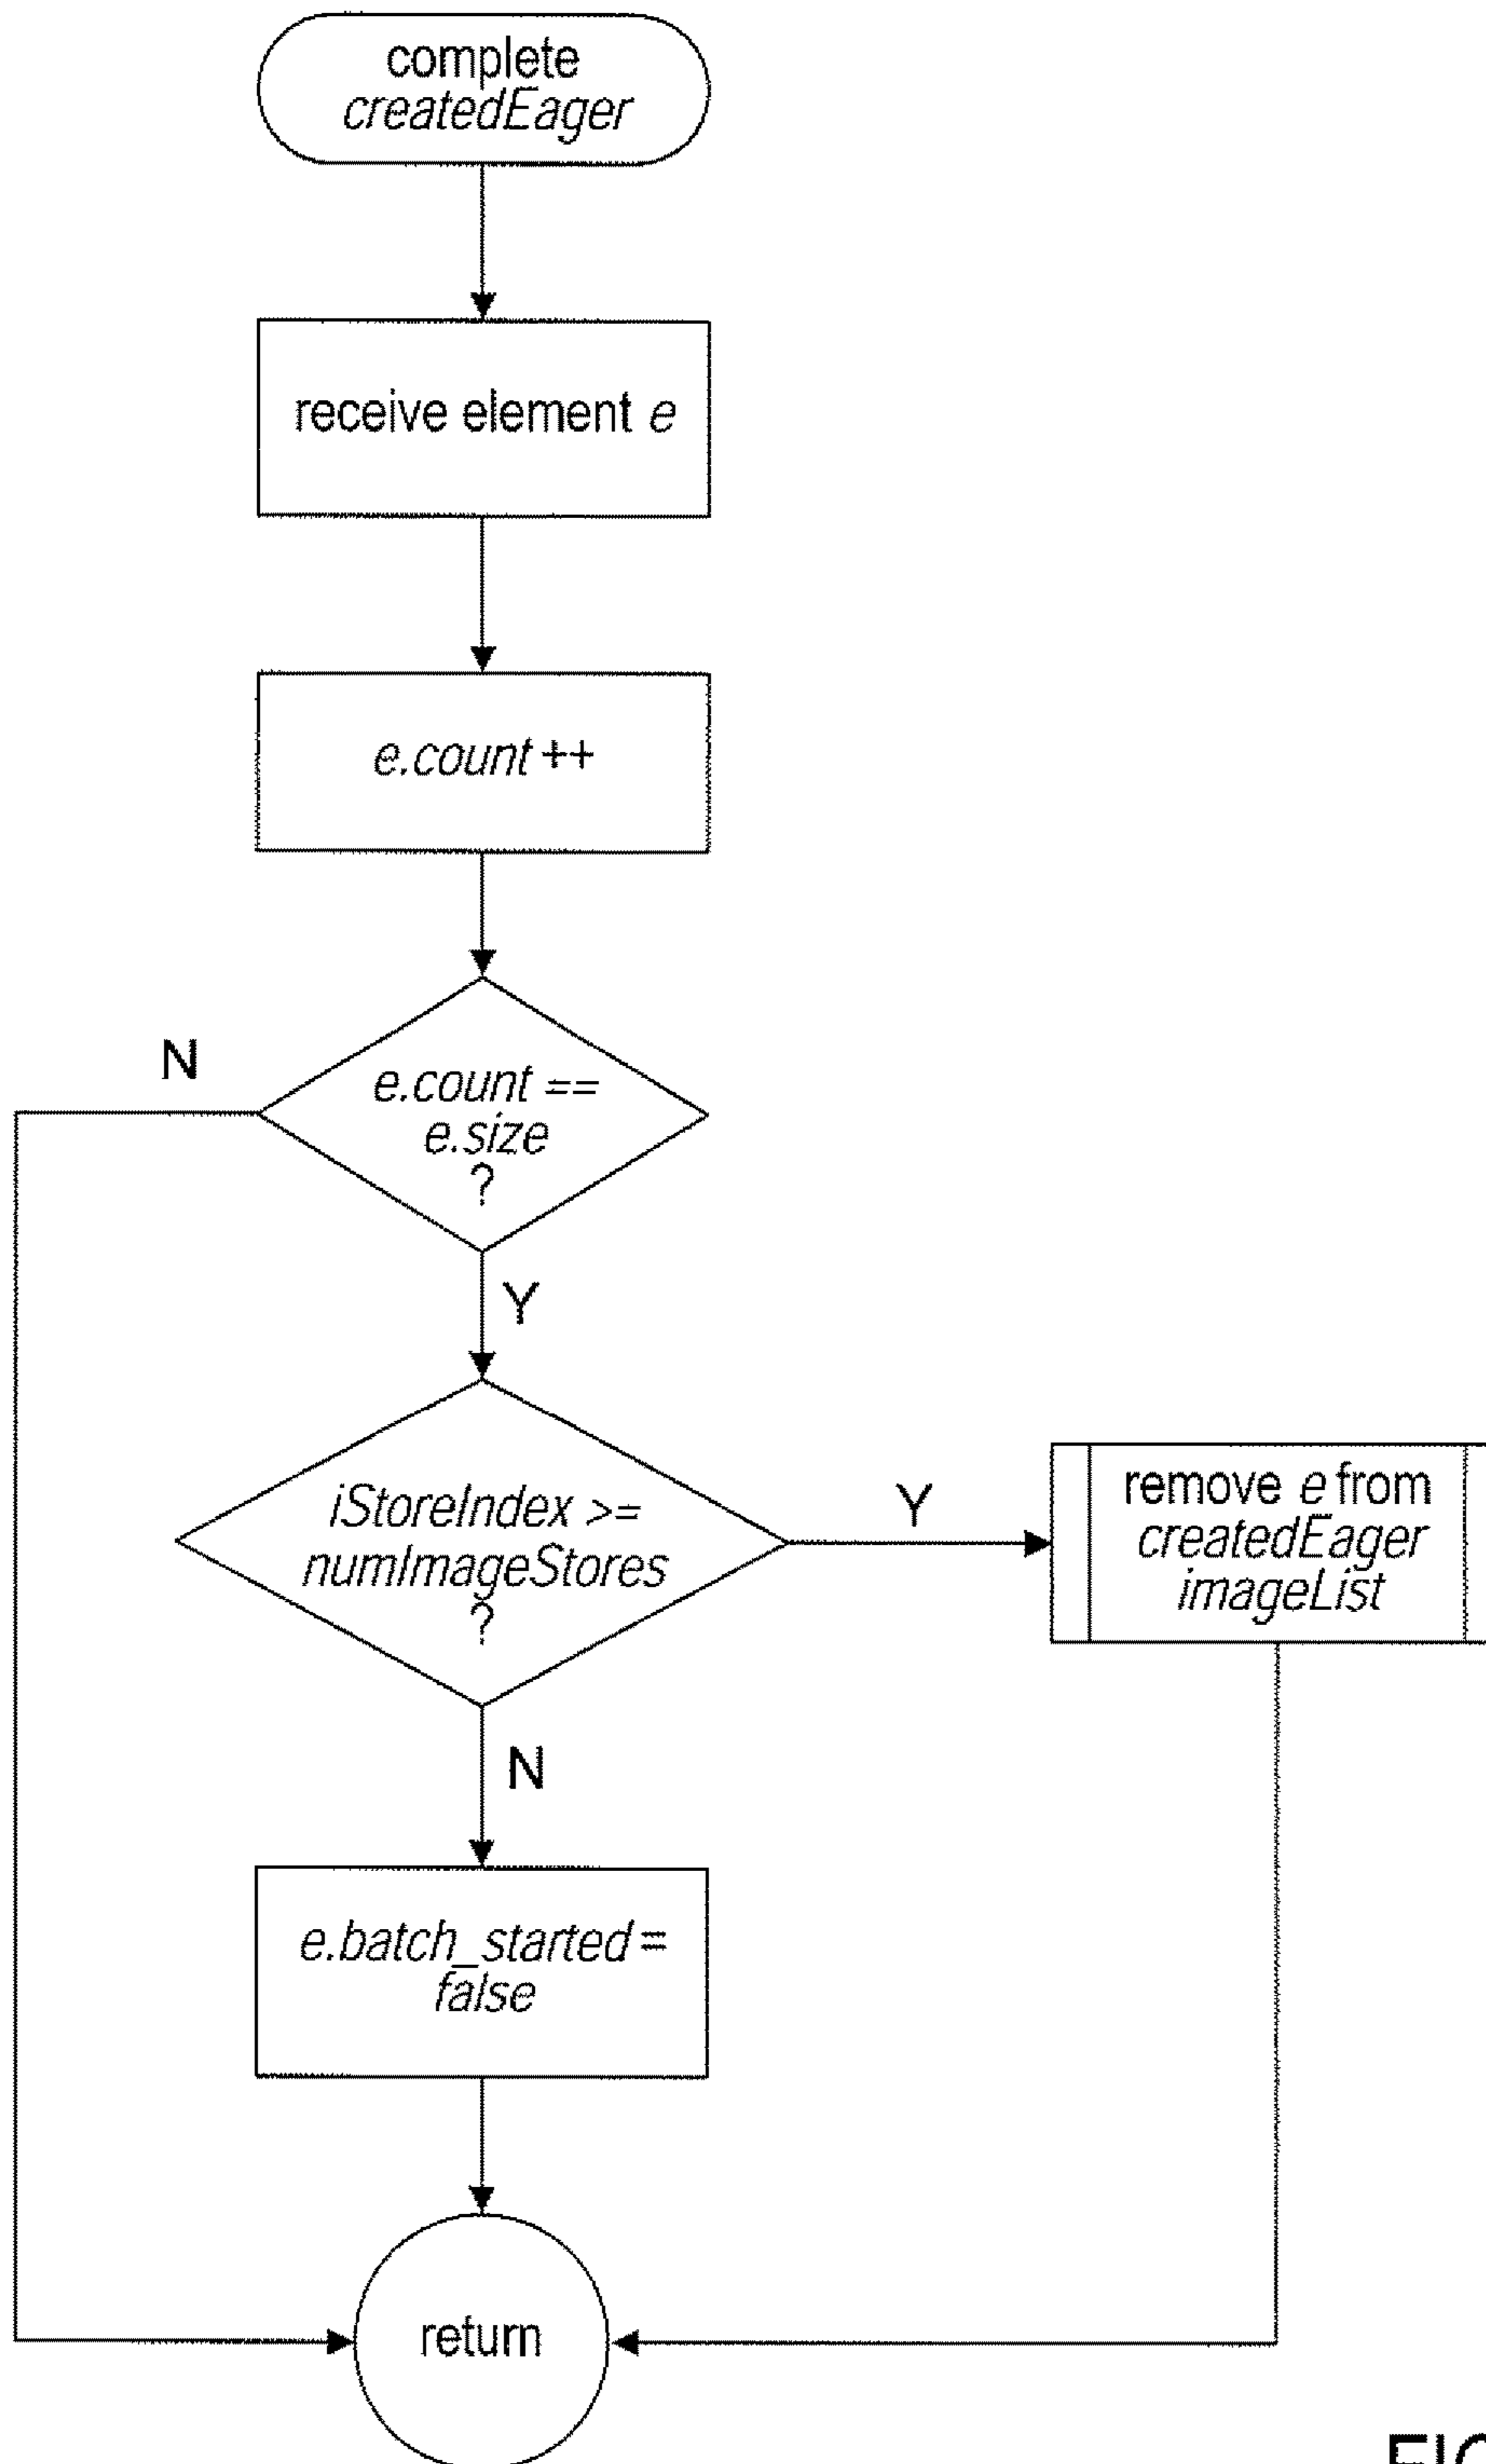 complete
createdEager
receive element e
e.count ++
e.count ==
e.size
?
N
Y
iStoreIndex >=
numImageStores
?
Y
remove e from
createdEager
imageList
N
e.batch_started =
false
return